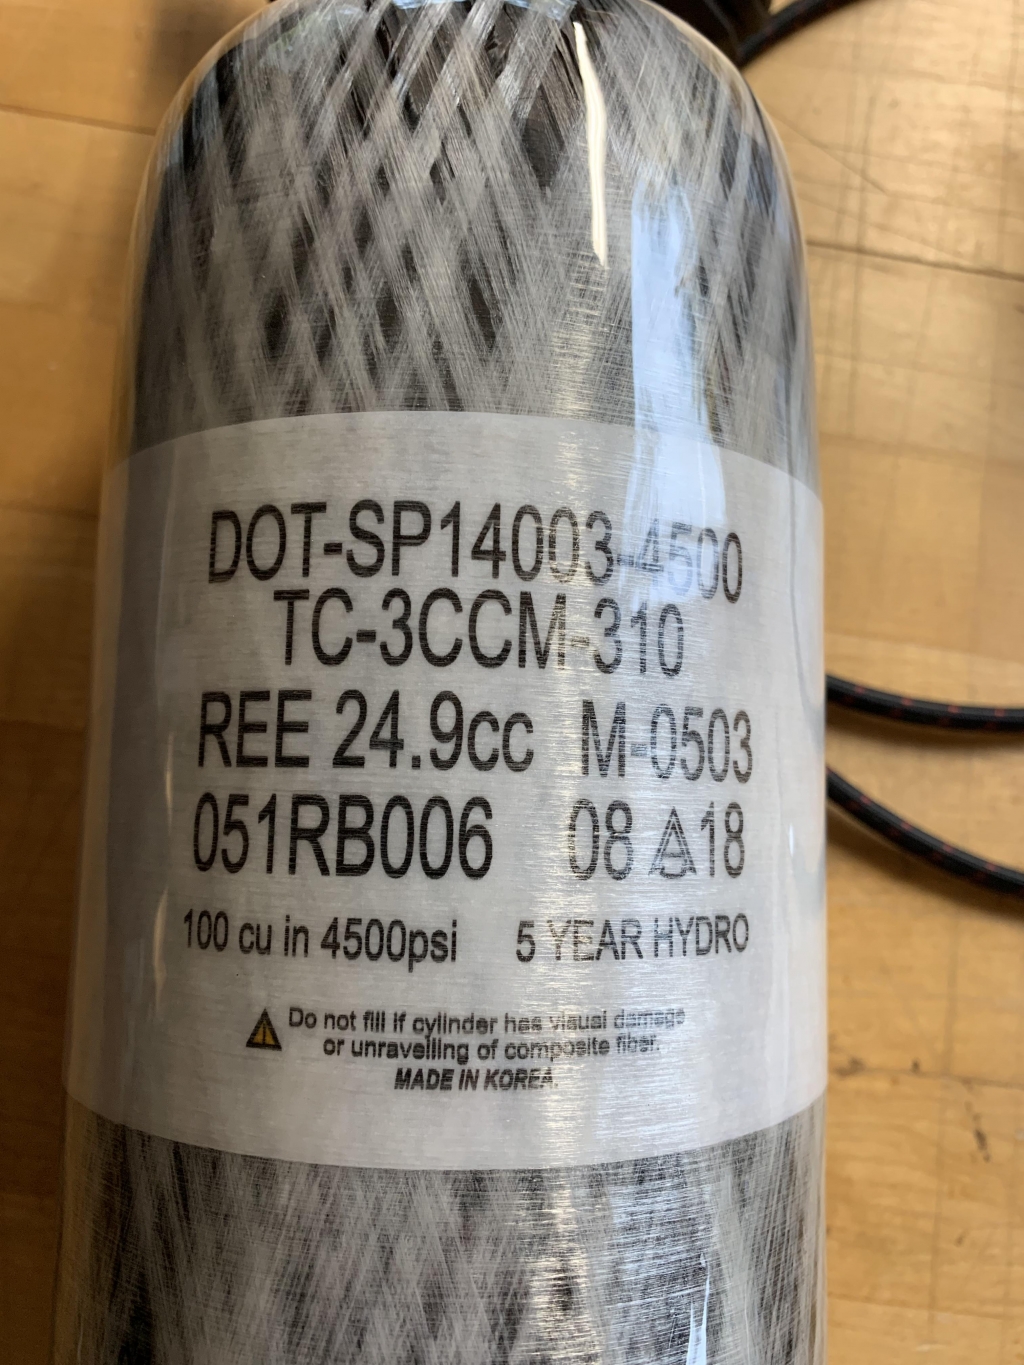 DOT-SP14003-4500
TC-3CCM-310
REE 24.9cc M-0503
051RB006 08 18
100 cu in 4500psi 5 YEAR HYDRO
Do not fill if cylinder has visual damage
or unravelling of composite fiber.
MADE IN KOREA.